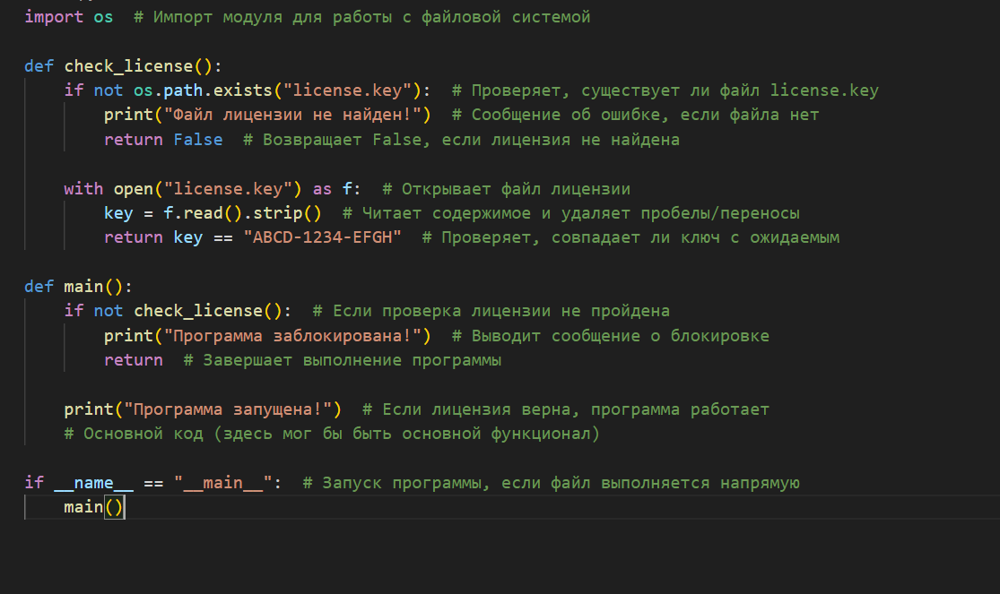 import os  # Импорт модуля для работы с файловой системой
def check_license():
    if not os.path.exists("license.key"):  # Проверяет, существует ли файл license.key
        print("Файл лицензии не найден!")  # Сообщение об ошибке, если файла нет
        return False  # Возвращает False, если лицензия не найдена
    with open("license.key") as f:  # Открывает файл лицензии
        key = f.read().strip()  # Читает содержимое и удаляет пробелы/переносы
        return key == "ABCD-1234-EFGH"  # Проверяет, совпадает ли ключ с ожидаемым
def main():
    if not check_license():  # Если проверка лицензии не пройдена
        print("Программа заблокирована!")  # Выводит сообщение о блокировке
        return  # Завершает выполнение программы
    print("Программа запущена!")  # Если лицензия верна, программа работает
    # Основной код (здесь мог бы быть основной функционал)
if __name__ == "__main__":  # Запуск программы, если файл выполняется напрямую
    main()